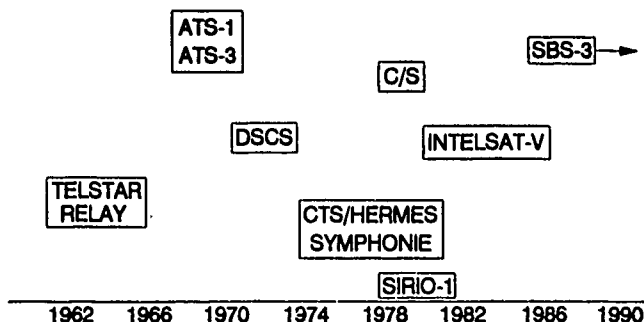 ATS-1
ATS-3
SBS-3
C/S
DSCS
INTELSAT-V
TELSTAR
RELAY
CTS/HERMES
SYMPHONIE
SIRIO-1
1962 1966 1970 1974 1978 1982 1986 1990